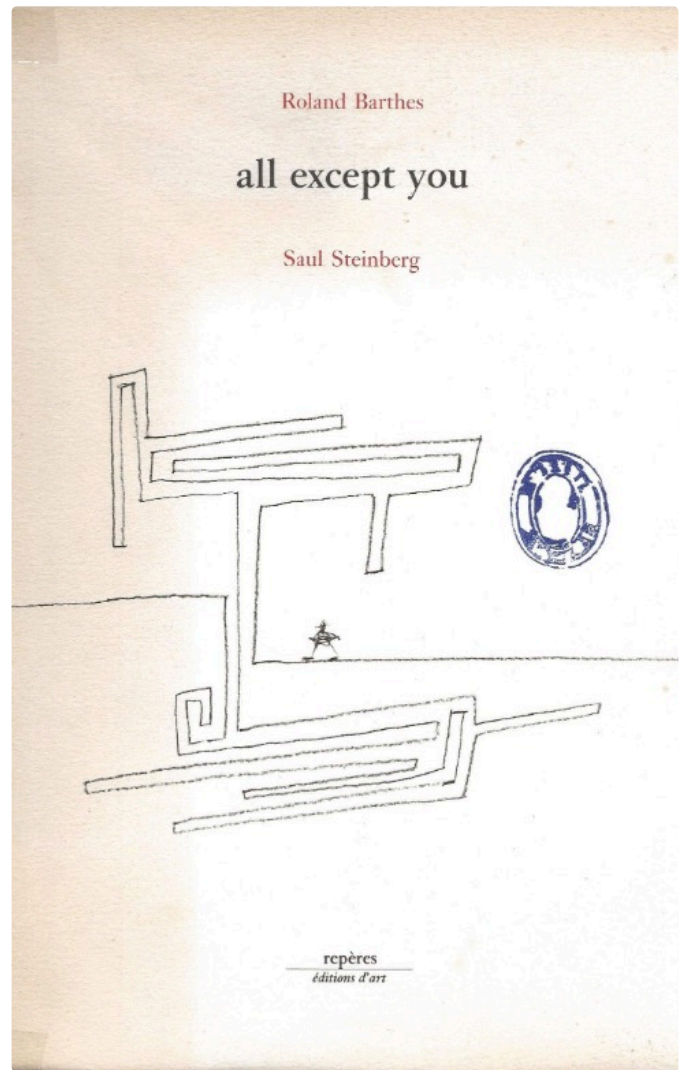 Roland Barthes
all except you
Saul Steinberg
repères
éditions d'art